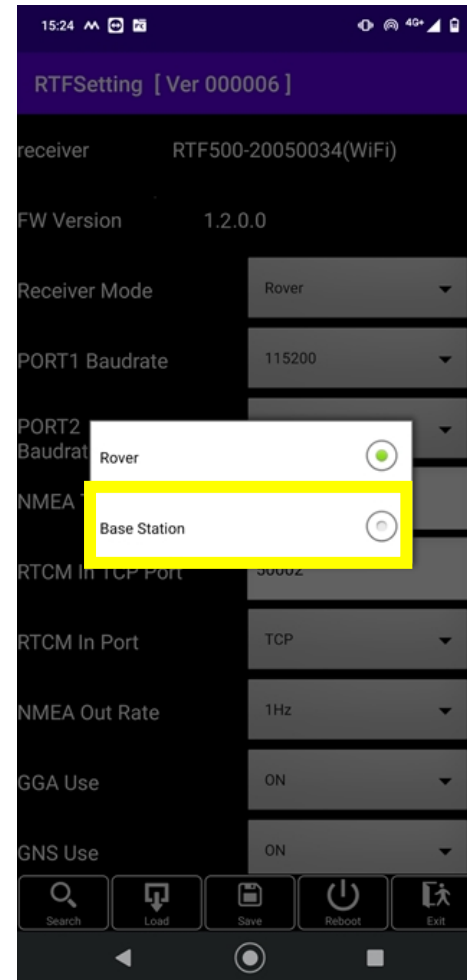 15:24
4G+
RTFSetting [ Ver 000006 ]
receiver RTF500-20050034(WiFi)
FW Version 1.2.0.0
Receiver Mode Rover
PORT1 Baudrate 115200
PORT2
Baudrat
Rover
NMEA
Base Station
RTCM In TCP Port 50002
RTCM In Port TCP
NMEA Out Rate 1Hz
GGA Use ON
GNS Use ON
Search Load Save Reboot Exit